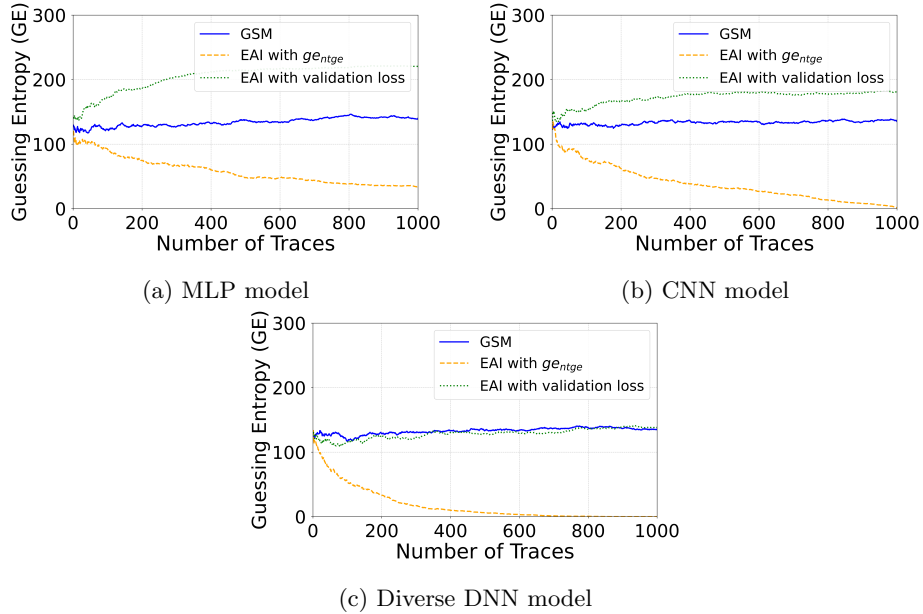 300
200
100
0
Guessing Entropy (GE)
GSM
EAI with ge_ntge
EAI with validation loss
0 200 400 600 800 1000
Number of Traces
(a) MLP model
300
200
100
0
Guessing Entropy (GE)
GSM
EAI with ge_ntge
EAI with validation loss
0 200 400 600 800 1000
Number of Traces
(b) CNN model
300
200
100
0
Guessing Entropy (GE)
GSM
EAI with ge_ntge
EAI with validation loss
0 200 400 600 800 1000
Number of Traces
(c) Diverse DNN model